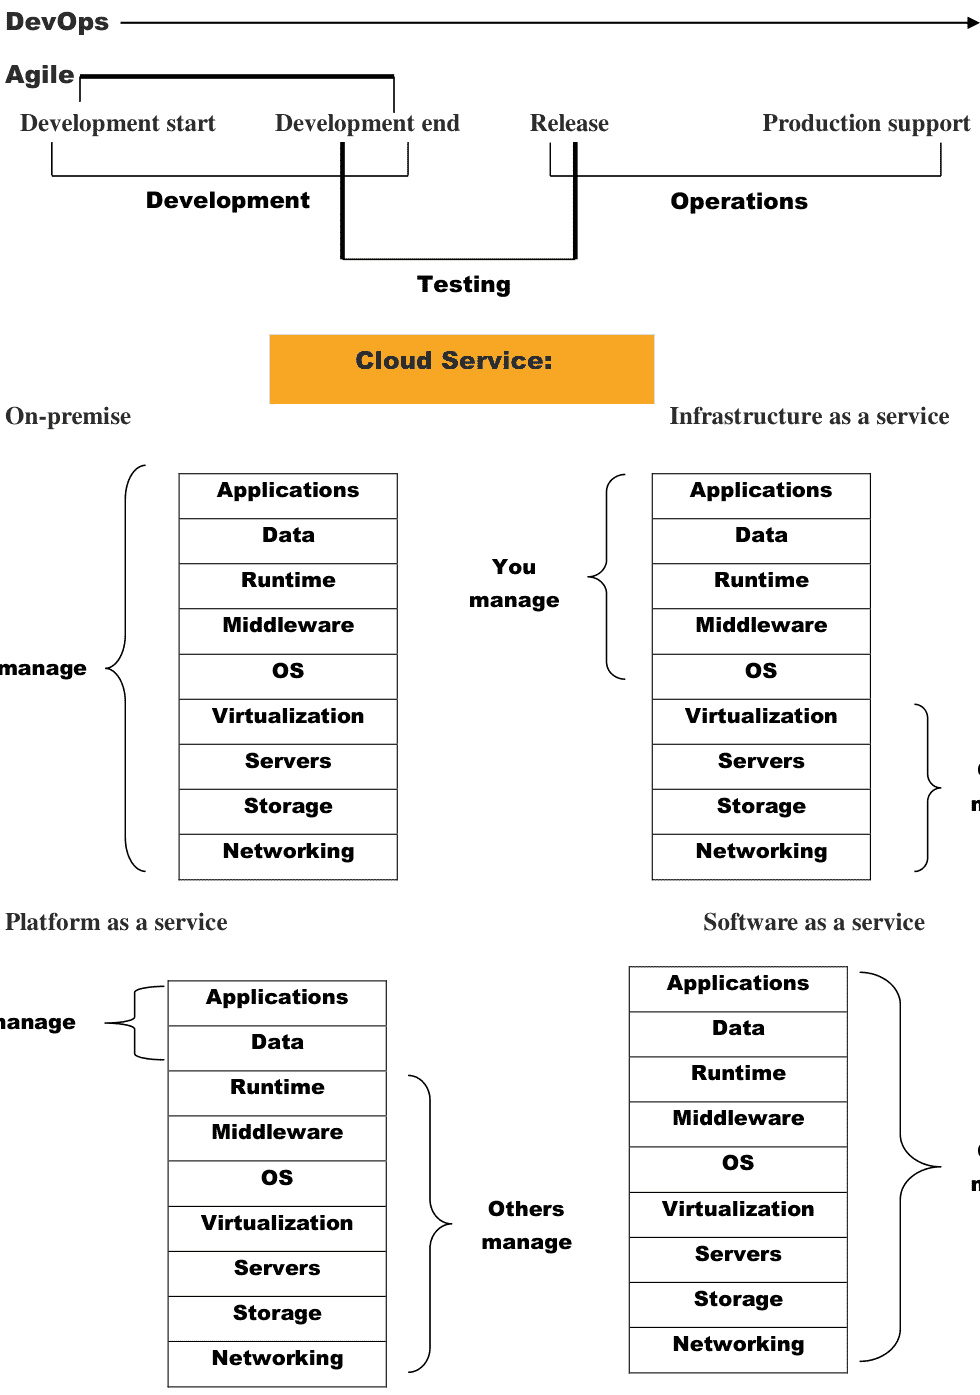 DevOps
Agile
Development start Development end Release Production support
Development Operations
Testing
Cloud Service:
On-premise
Applications
Data
Runtime
Middleware
OS
Virtualization
Servers
Storage
Networking
manage
Infrastructure as a service
You
manage
Applications
Data
Runtime
Middleware
OS
Virtualization
Servers
Storage
Networking
Platform as a service
manage
Applications
Data
Runtime
Middleware
OS
Virtualization
Servers
Storage
Networking
Others
manage
Software as a service
Applications
Data
Runtime
Middleware
OS
Virtualization
Servers
Storage
Networking